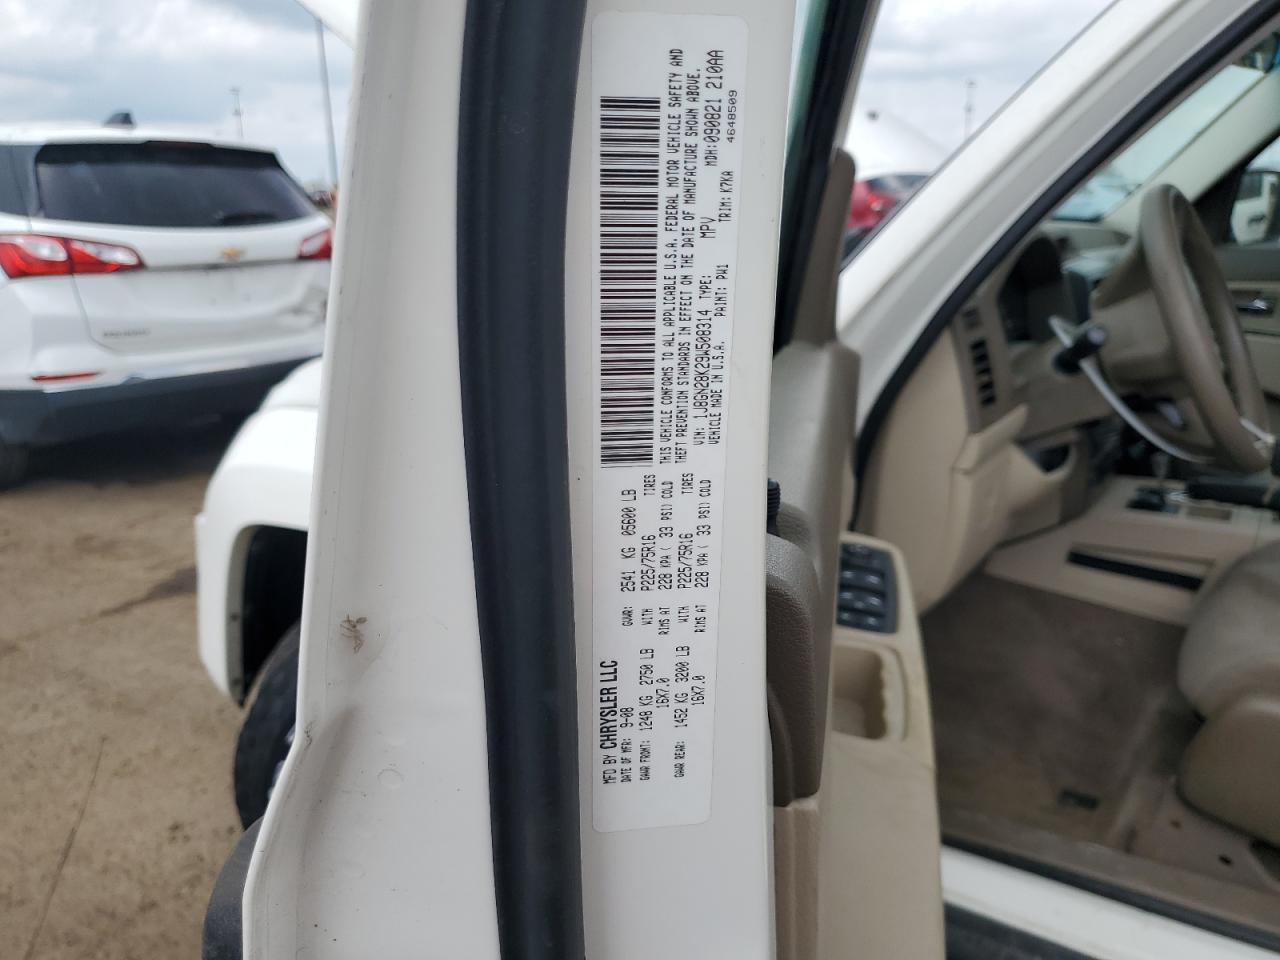 MFD BY CHRYSLER LLC
DATE OF MFR: 9-08 GVWR: 2541 KG 05600 LB
GAWR FRONT: 1248 KG 2750 LB WITH P225/75R16 TIRES
16X7.0 RIMS AT 228 KPA ( 33 PSI) COLD
GAWR REAR: 1452 KG 3200 LB WITH P225/75R16 TIRES
16X7.0 RIMS AT 228 KPA ( 33 PSI) COLD
THIS VEHICLE CONFORMS TO ALL APPLICABLE U.S.A. FEDERAL MOTOR VEHICLE SAFETY AND
THEFT PREVENTION STANDARDS IN EFFECT ON THE DATE OF MANUFACTURE SHOWN ABOVE.
VIN: 1J8GN28K29W508314 TYPE: MPV MDH:090821 210AA
VEHICLE MADE IN U.S.A. PAINT: PW1 TRIM: K7KA 4648509